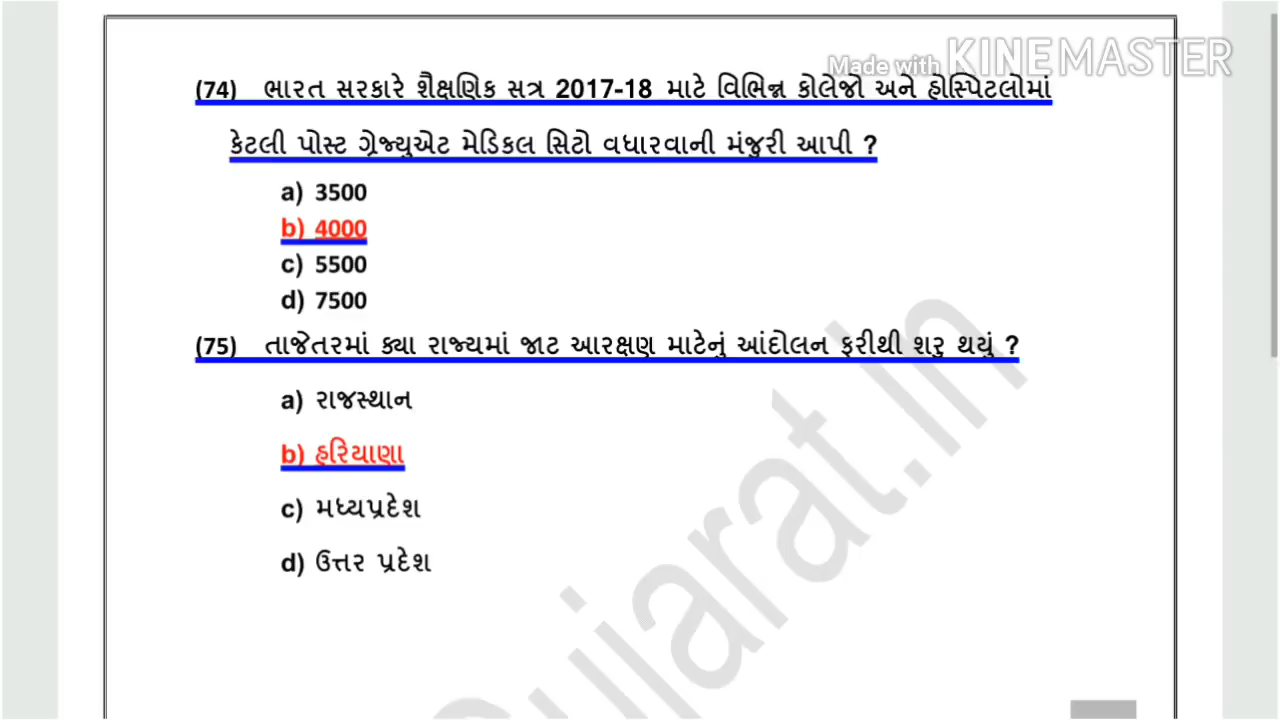 Made with KINEMASTER
(74) ભારત સરકારે શૈક્ષણિક સત્ર 2017-18 માટે વિભિન્ન કોલેજો અને હોસ્પિટલોમાં
કેટલી પોસ્ટ ગ્રેજ્યુએટ મેડિકલ સિટો વધારવાની મંજુરી આપી ?
a) 3500
b) 4000
c) 5500
d) 7500
(75) તાજેતરમાં ક્યા રાજ્યમાં જાટ આરક્ષણ માટેનું આંદોલન ફરીથી શરુ થયું ?
a) રાજસ્થાન
b) હરિયાણા
c) મધ્યપ્રદેશ
d) ઉત્તર પ્રદેશ
Gujarat.in